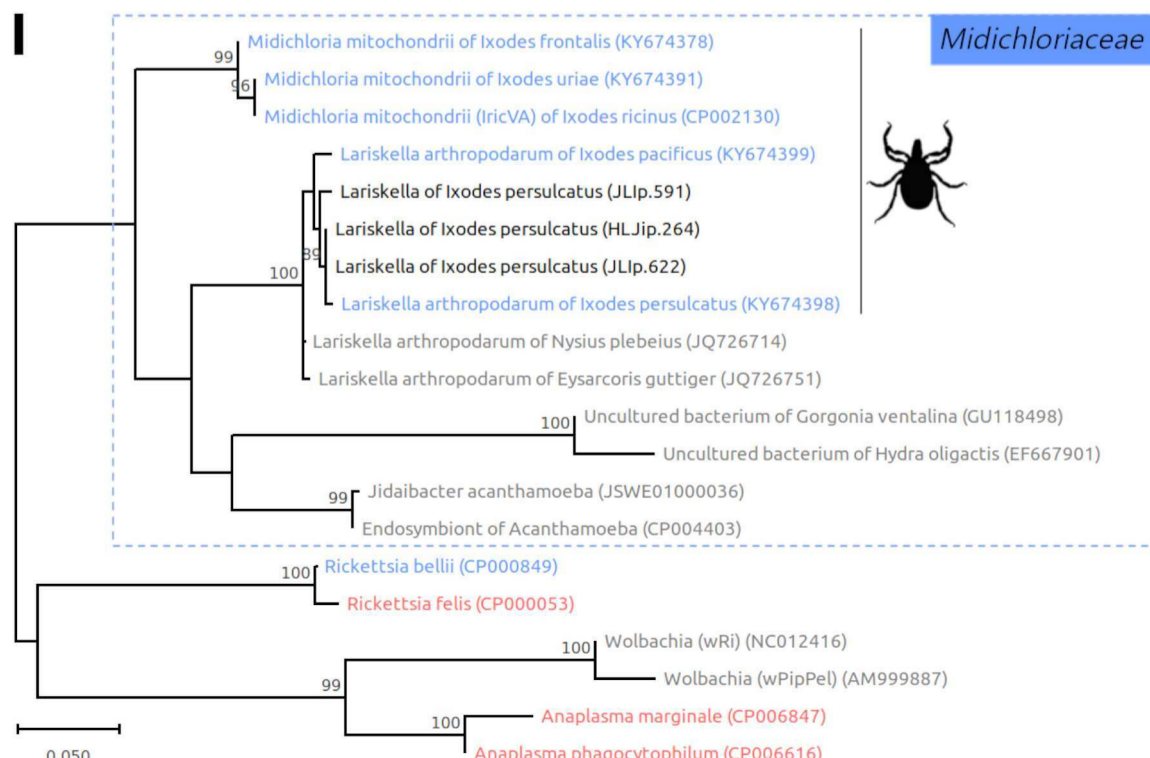 I
Midichloriaceae
99
Midichloria mitochondrii of Ixodes frontalis (KY674378)
96
Midichloria mitochondrii of Ixodes uriae (KY674391)
Midichloria mitochondrii (IricVA) of Ixodes ricinus (CP002130)
Lariskella arthropodarum of Ixodes pacificus (KY674399)
Lariskella of Ixodes persulcatus (JLIp.591)
Lariskella of Ixodes persulcatus (HLJip.264)
89
Lariskella of Ixodes persulcatus (JLIp.622)
100
Lariskella arthropodarum of Ixodes persulcatus (KY674398)
Lariskella arthropodarum of Nysius plebeius (JQ726714)
Lariskella arthropodarum of Eysarcoris guttiger (JQ726751)
100
Uncultured bacterium of Gorgonia ventalina (GU118498)
Uncultured bacterium of Hydra oligactis (EF667901)
99
Jidaibacter acanthamoeba (JSWE01000036)
Endosymbiont of Acanthamoeba (CP004403)
100
Rickettsia bellii (CP000849)
Rickettsia felis (CP000053)
100
Wolbachia (wRi) (NC012416)
Wolbachia (wPipPel) (AM999887)
99
100
Anaplasma marginale (CP006847)
Anaplasma phagocytophilum (CP006616)
0.050